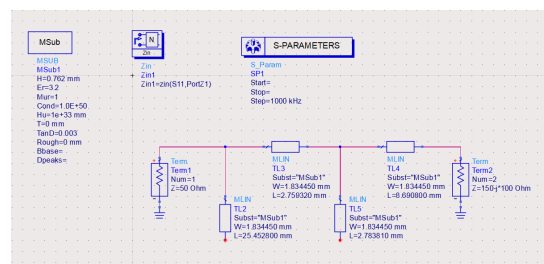 MSub
MSUB
MSub1
H=0.762 mm
Er=3.2
Mur=1
Cond=1.0E+50
Hu=1e+33 mm
T=0 mm
TanD=0.003
Rough=0 mm
Bbase=
Dpeaks=
N
Zin
Zin
Zin1
Zin1=zin(S11,PortZ1)
S-PARAMETERS
S_Param
SP1
Start=
Stop=
Step=1000 kHz
Term
Term1
Num=1
Z=50 Ohm
MLIN
TL2
Subst="MSub1"
W=1.834450 mm
L=25.452800 mm
MLIN
TL3
Subst="MSub1"
W=1.834450 mm
L=2.759320 mm
MLIN
TL5
Subst="MSub1"
W=1.834450 mm
L=2.783810 mm
MLIN
TL4
Subst="MSub1"
W=1.834450 mm
L=8.690800 mm
Term
Term2
Num=2
Z=150-j*100 Ohm